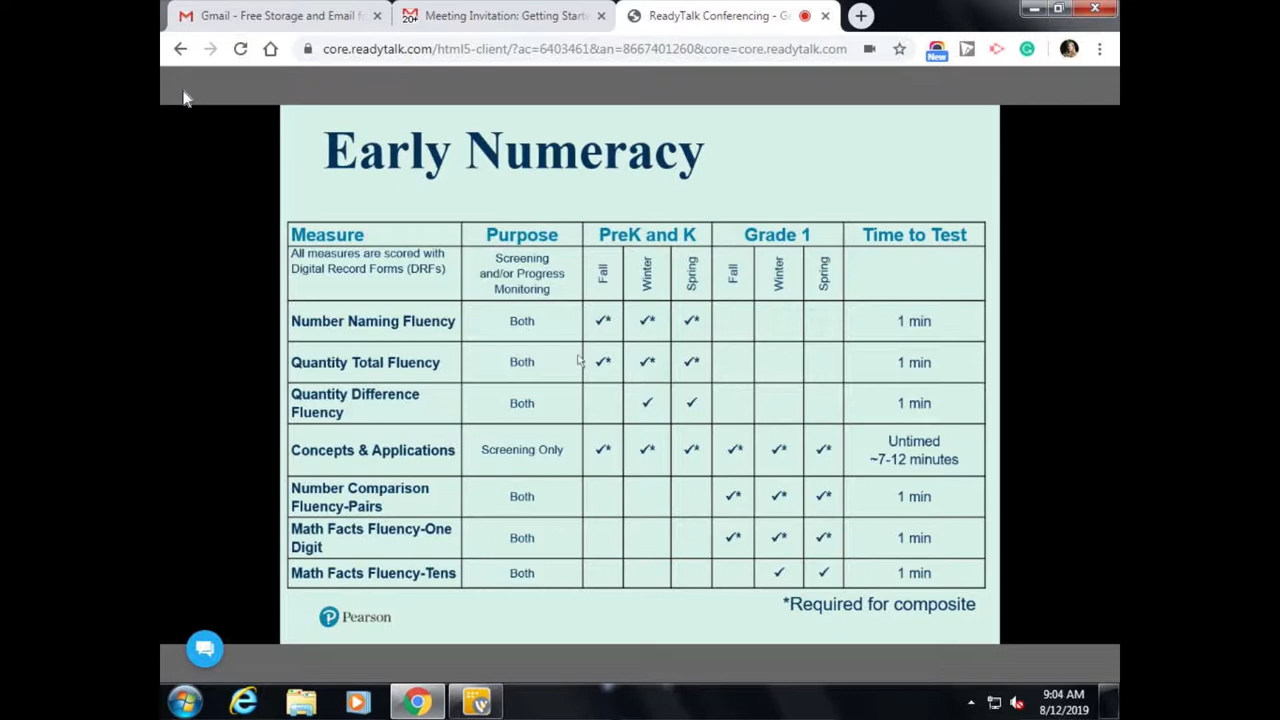 Gmail - Free Storage and Email f
20+
Meeting Invitation: Getting Starte
ReadyTalk Conferencing - Ge
core.readytalk.com/html5-client/?ac=6403461&an=8667401260&core=core.readytalk.com
New
Early Numeracy
Measure Purpose PreK and K Grade 1 Time to Test
All measures are scored with
Digital Record Forms (DRFs)
Screening
and/or Progress
Monitoring
Fall Winter Spring Fall Winter Spring
Number Naming Fluency Both ✓* ✓* ✓* 1 min
Quantity Total Fluency Both ✓* ✓* ✓* 1 min
Quantity Difference
Fluency
Both ✓ ✓ 1 min
Concepts & Applications Screening Only ✓* ✓* ✓* ✓* ✓* ✓*
Untimed
~7-12 minutes
Number Comparison
Fluency-Pairs
Both ✓* ✓* ✓* 1 min
Math Facts Fluency-One
Digit
Both ✓* ✓* ✓* 1 min
Math Facts Fluency-Tens Both ✓ ✓ 1 min
*Required for composite
Pearson
9:04 AM
8/12/2019